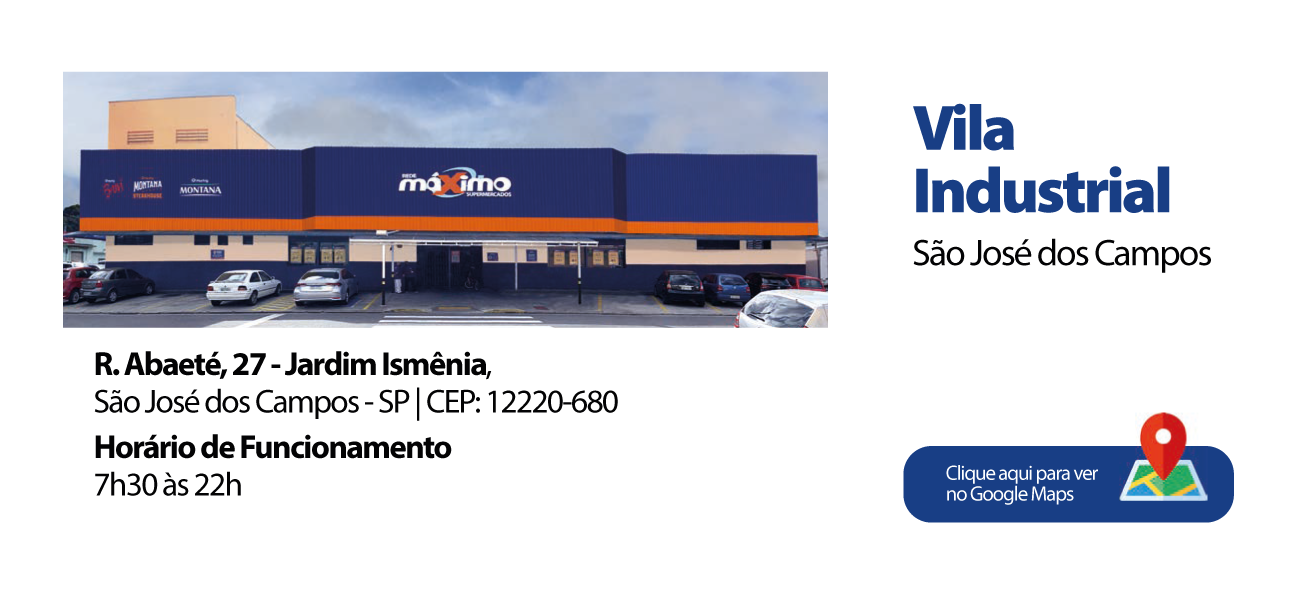 REDE
máximo
SUPERMERCADOS
MONTANA
MONTANA
Vila
Industrial
São José dos Campos
R. Abaeté, 27 - Jardim Ismênia,
São José dos Campos - SP | CEP: 12220-680
Horário de Funcionamento
7h30 às 22h
Clique aqui para ver
no Google Maps